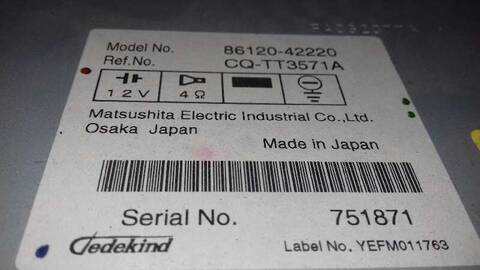 Model No. 86120-42220
Ref.No. CQ-TT3571A
12V 4Ω
Matsushita Electric Industrial Co.,Ltd.
Osaka Japan
Made in Japan
Serial No. 751871
Jedekind
Label No. YEFM011763